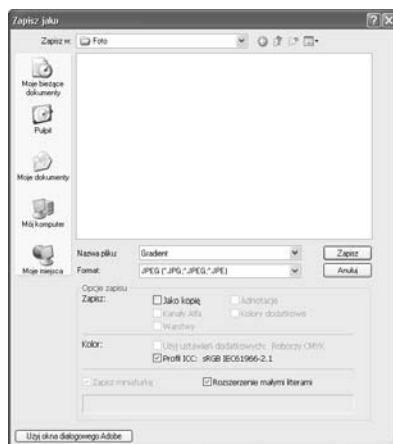 Zapisz jako
Zapisz w: Foto
Moje bieżące dokumenty
Pulpit
Moje dokumenty
Mój komputer
Moje miejsca
Nazwa pliku: Gradient Zapisz
Format: JPEG (*.JPG;*.JPEG;*.JPE) Anuluj
Opcje zapisu
Zapisz: Jako kopię Adnotacje
Kanały Alfa Kolory dodatkowe
Warstwy
Kolor: Użyj ustawień dodatkowych: Roboczy CMYK
Profil ICC: sRGB IEC61966-2.1
Zapisz miniaturkę Rozszerzenie małymi literami
Użyj okna dialogowego Adobe